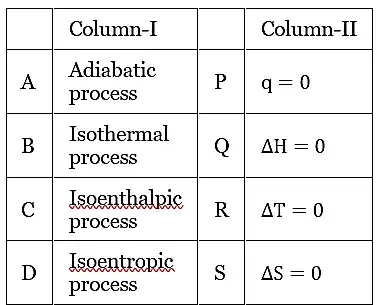 Column-I Column-II
A Adiabatic process P q = 0
B Isothermal process Q ΔH = 0
C Isoenthalpic process R ΔT = 0
D Isoentropic process S ΔS = 0